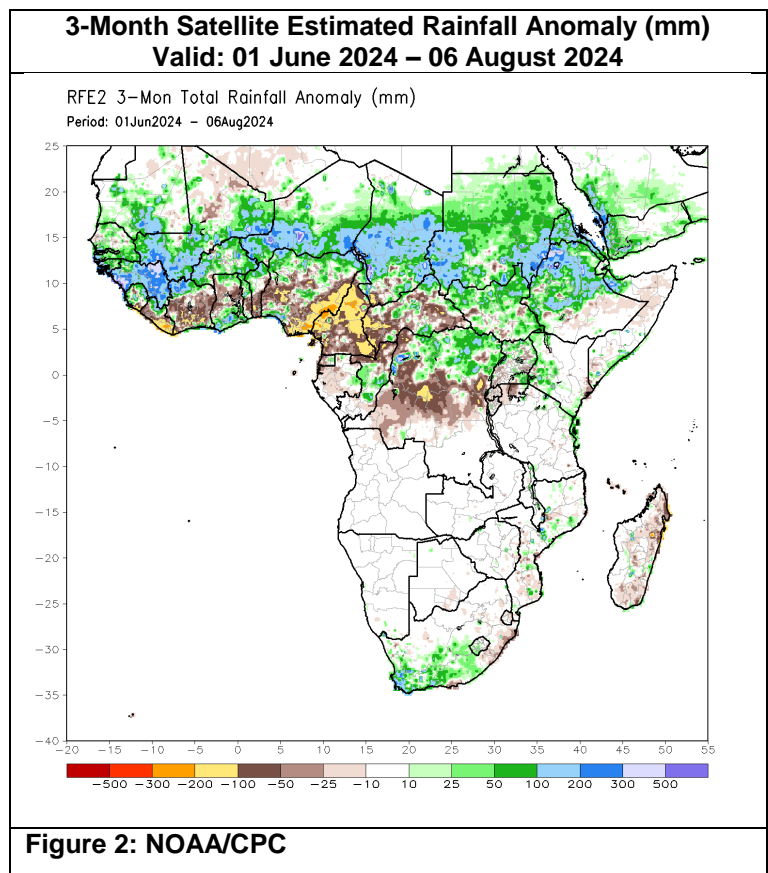 3-Month Satellite Estimated Rainfall Anomaly (mm)
Valid: 01 June 2024 – 06 August 2024
RFE2 3-Mon Total Rainfall Anomaly (mm)
Period: 01Jun2024 – 06Aug2024
25
20
15
10
5
0
−5
−10
−15
−20
−25
−30
−35
−40
−20 −15 −10 −5 0 5 10 15 20 25 30 35 40 45 50 55
−500 −300 −200 −100 −50 −25 −10 10 25 50 100 200 300 500
Figure 2: NOAA/CPC